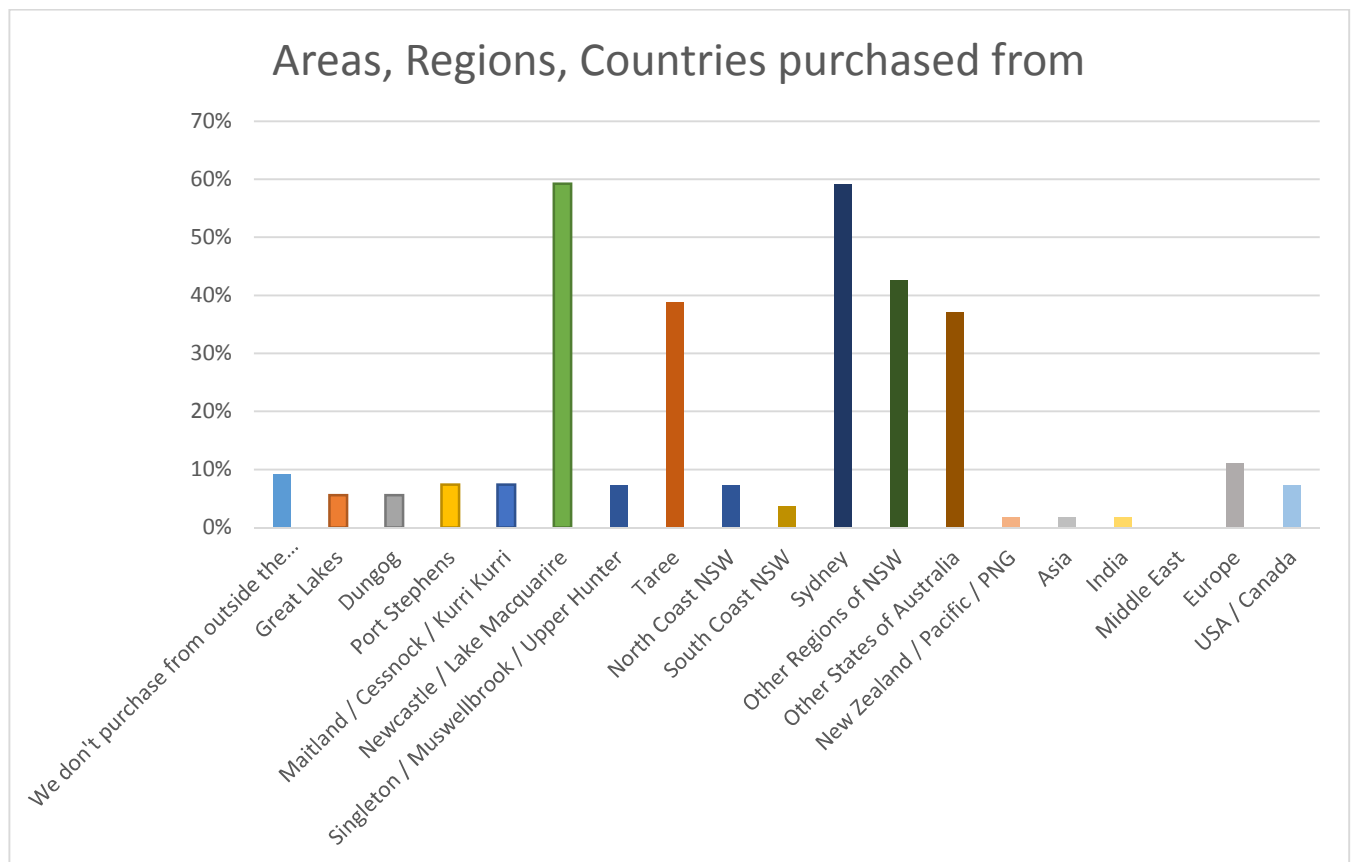 Areas, Regions, Countries purchased from
70%
60%
50%
40%
30%
20%
10%
0%
We don't purchase from outside the...
Great Lakes
Dungog
Port Stephens
Maitland / Cessnock / Kurri Kurri
Newcastle / Lake Macquarire
Singleton / Muswellbrook / Upper Hunter
Taree
North Coast NSW
South Coast NSW
Sydney
Other Regions of NSW
Other States of Australia
New Zealand / Pacific / PNG
Asia
India
Middle East
Europe
USA / Canada